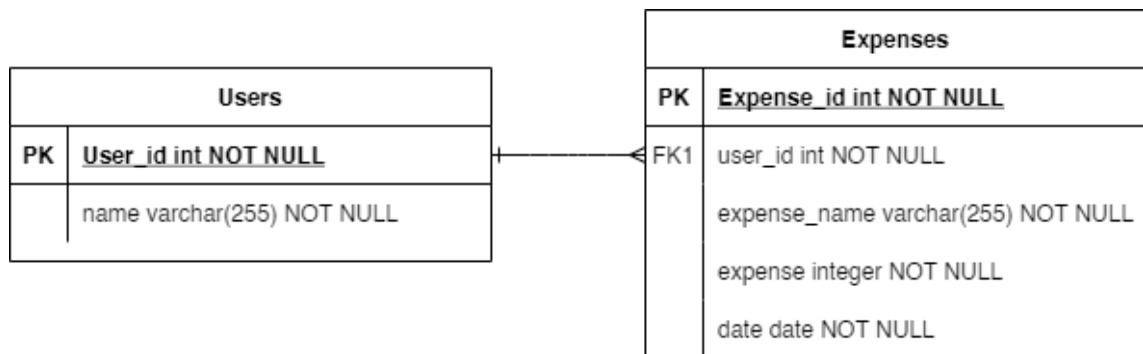 Users
PK User_id int NOT NULL
name varchar(255) NOT NULL
Expenses
PK Expense_id int NOT NULL
FK1 user_id int NOT NULL
expense_name varchar(255) NOT NULL
expense integer NOT NULL
date date NOT NULL